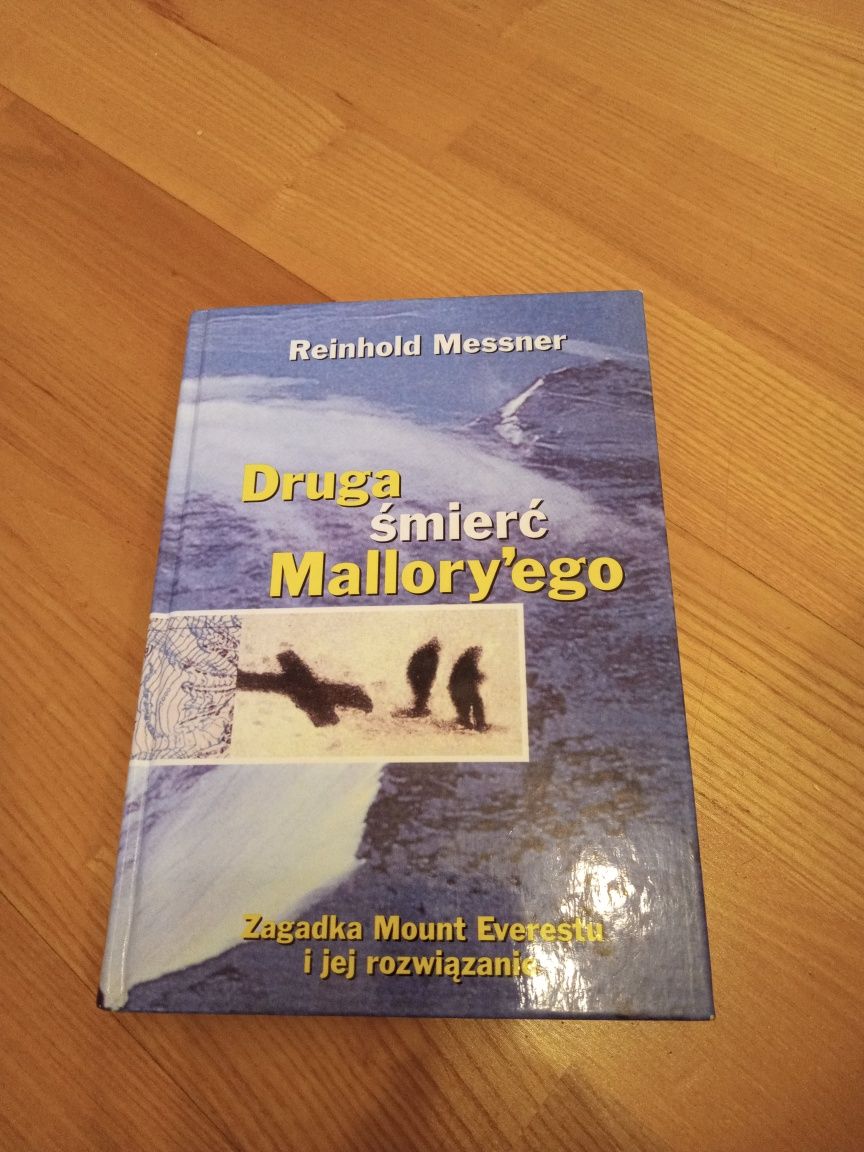 Reinhold Messner
Druga
śmierć
Mallory'ego
Zagadka Mount Everestu
i jej rozwiązanie